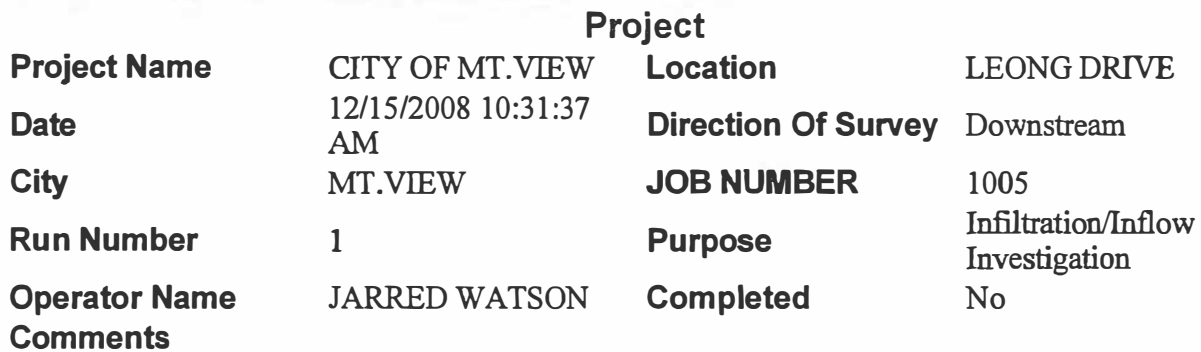 Project
Project Name CITY OF MT.VIEW Location LEONG DRIVE
Date 12/15/2008 10:31:37 AM Direction Of Survey Downstream
City MT.VIEW JOB NUMBER 1005
Run Number 1 Purpose Infiltration/Inflow Investigation
Operator Name JARRED WATSON Completed No
Comments